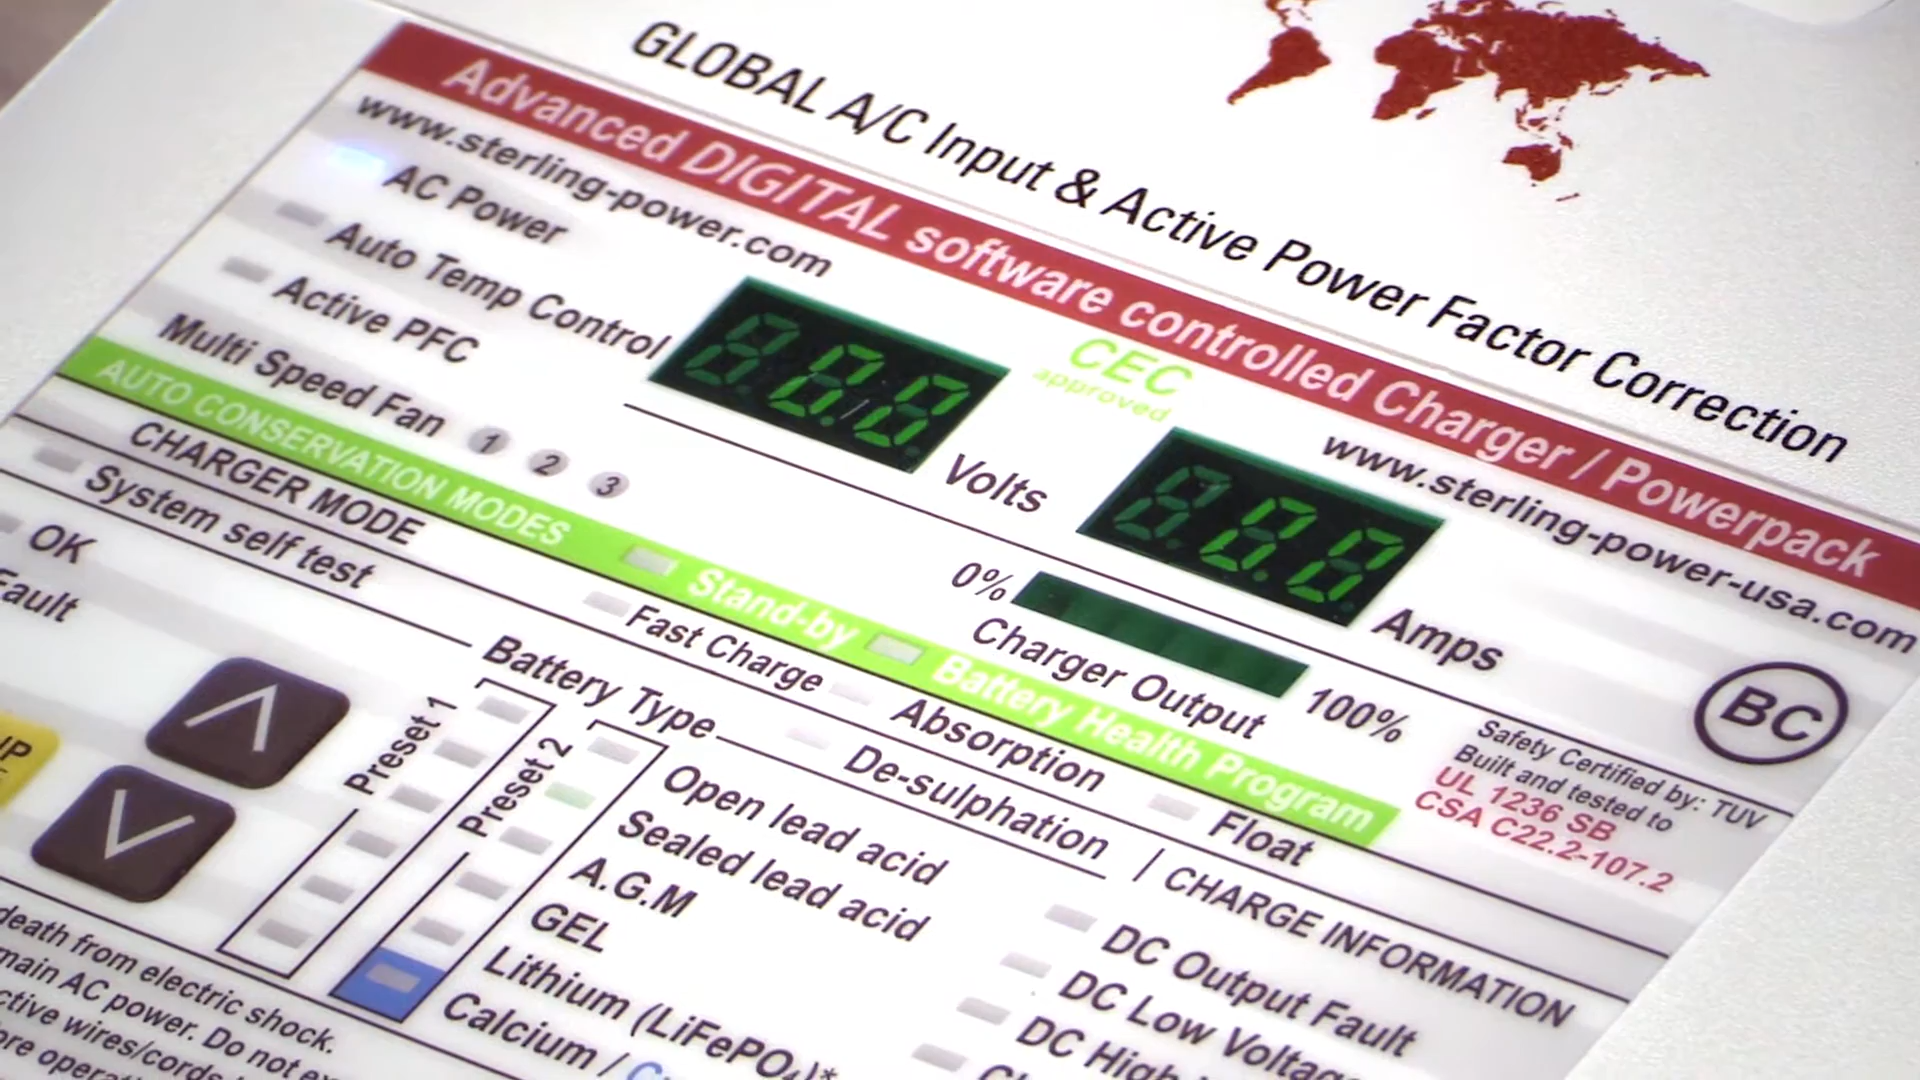 GLOBAL A/C Input & Active Power Factor Correction
Advanced DIGITAL software controlled Charger / Powerpack
www.sterling-power.com
www.sterling-power-usa.com
AC Power
Auto Temp Control
Active PFC
Multi Speed Fan 1 2 3
CEC
approved
Volts
Amps
0%
100%
Charger Output
AUTO CONSERVATION MODES
Stand-by
Battery Health Program
CHARGER MODE
System self test
Fast Charge
Absorption
Float
OK
Fault
De-sulphation
BC
Safety Certified by: TUV
Built and tested to
UL 1236 SB
CSA C22.2-107.2
Battery Type
Preset 1
Preset 2
Open lead acid
Sealed lead acid
A.G.M
GEL
Lithium (LiFePO4)*
Calcium /
CHARGE INFORMATION
DC Output Fault
DC Low Voltage
DC High
death from electric shock.
main AC power. Do not
wires/cords